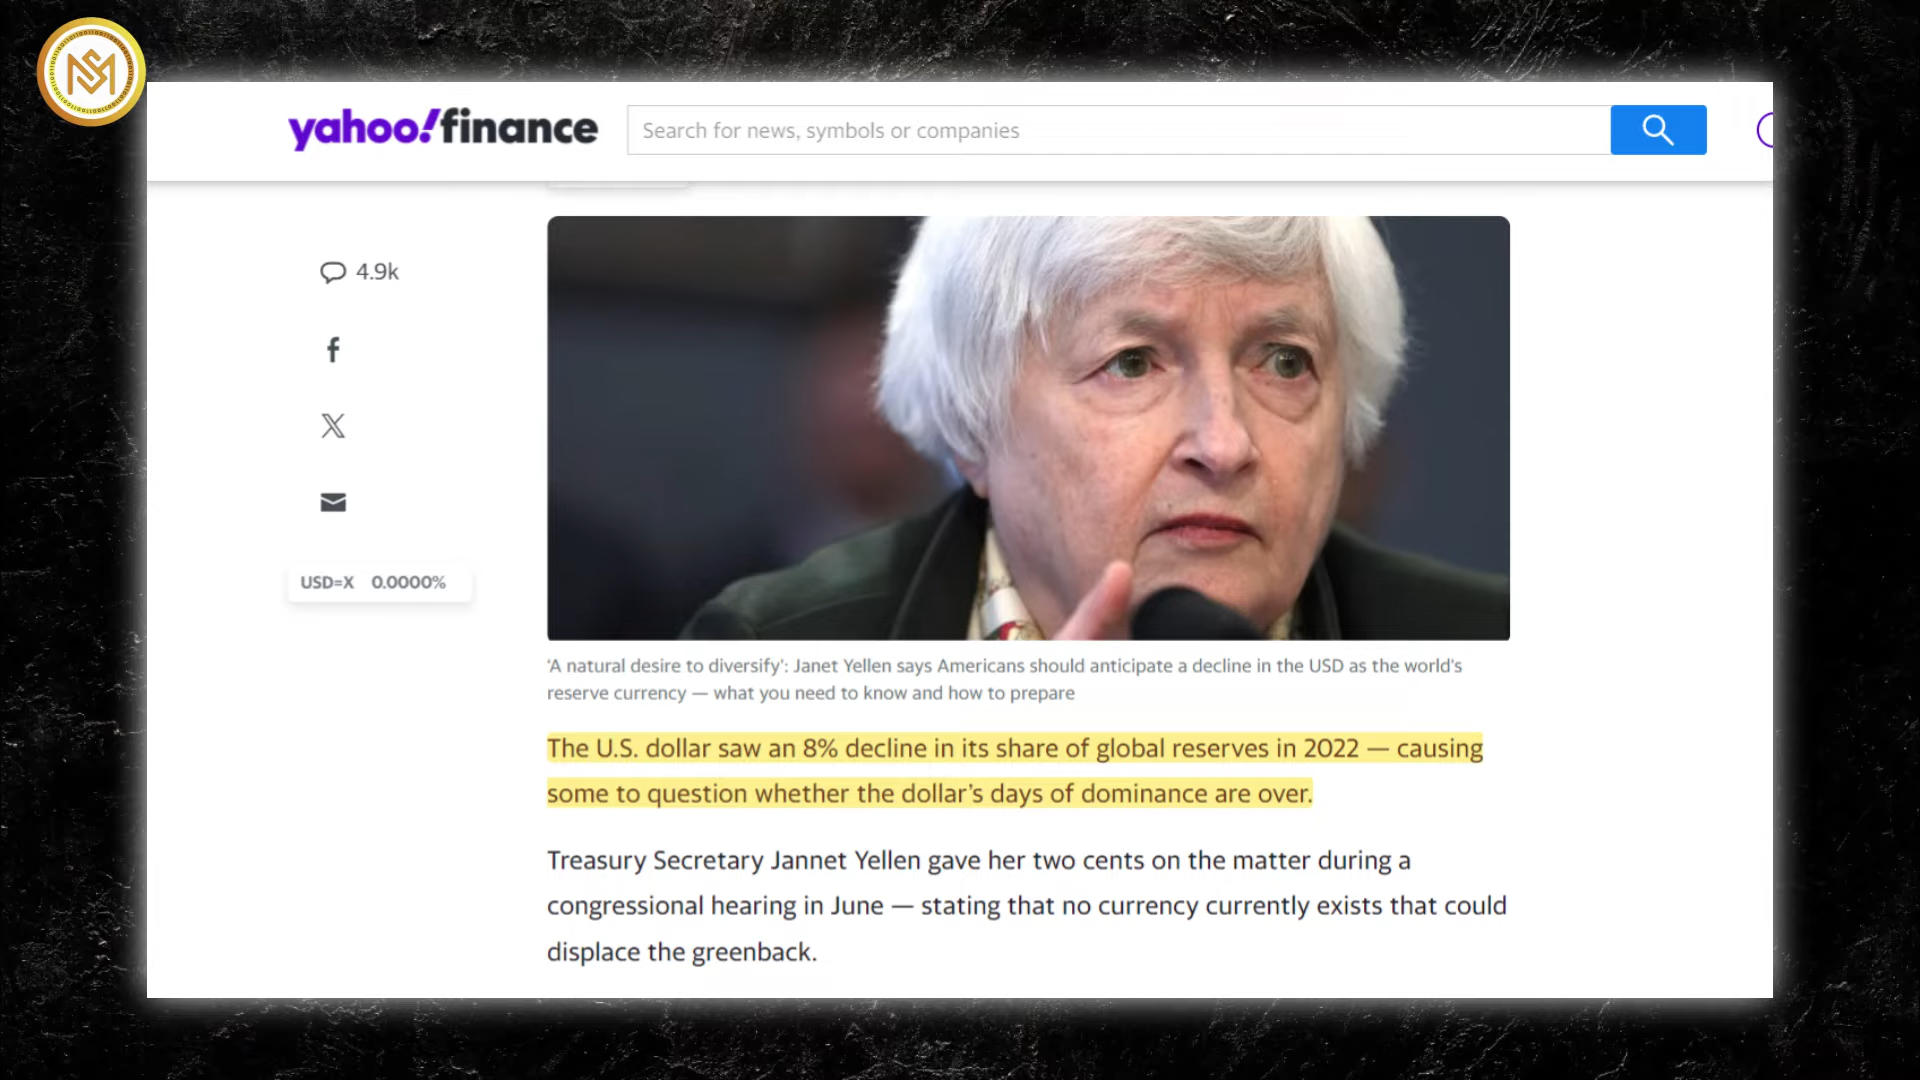 yahoo!finance
Search for news, symbols or companies
4.9k
USD=X 0.0000%
'A natural desire to diversify': Janet Yellen says Americans should anticipate a decline in the USD as the world's
reserve currency — what you need to know and how to prepare
The U.S. dollar saw an 8% decline in its share of global reserves in 2022 — causing
some to question whether the dollar's days of dominance are over.
Treasury Secretary Jannet Yellen gave her two cents on the matter during a
congressional hearing in June — stating that no currency currently exists that could
displace the greenback.